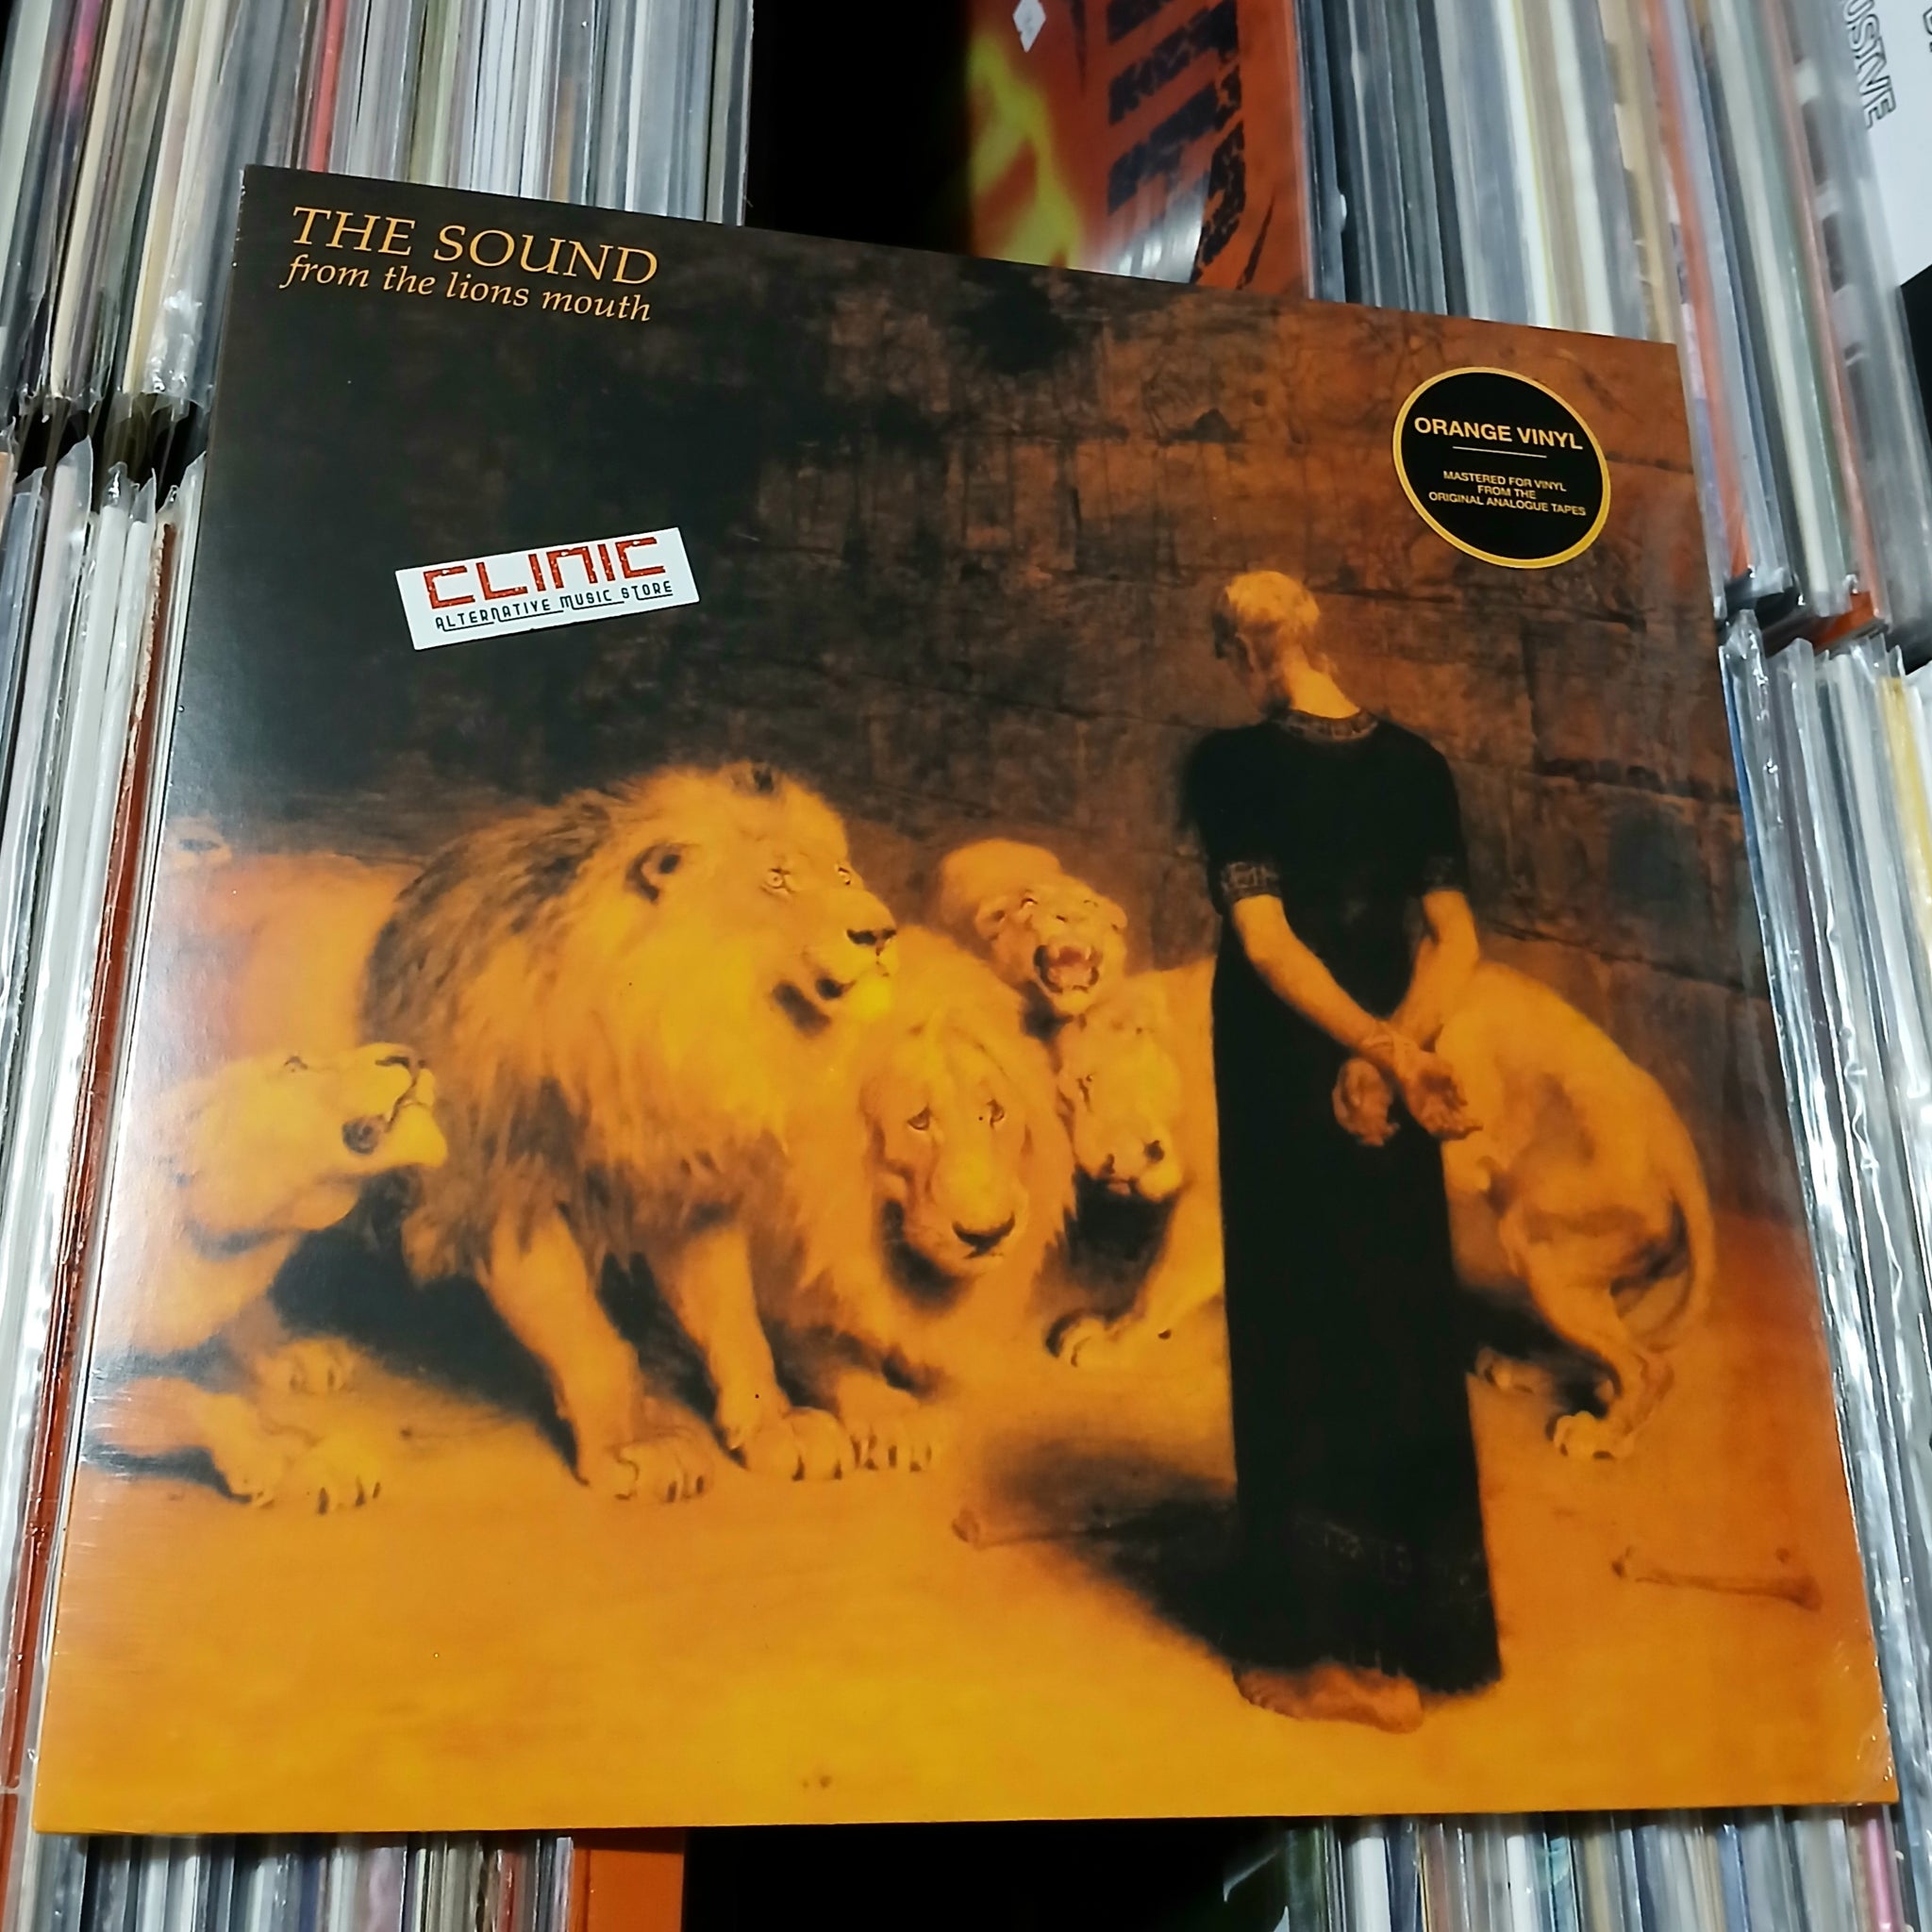 THE SOUND
from the lions mouth
ORANGE VINYL
MASTERED FOR VINYL
FROM THE
ORIGINAL ANALOGUE TAPES
CLINIC
ALTERNATIVE MUSIC STORE